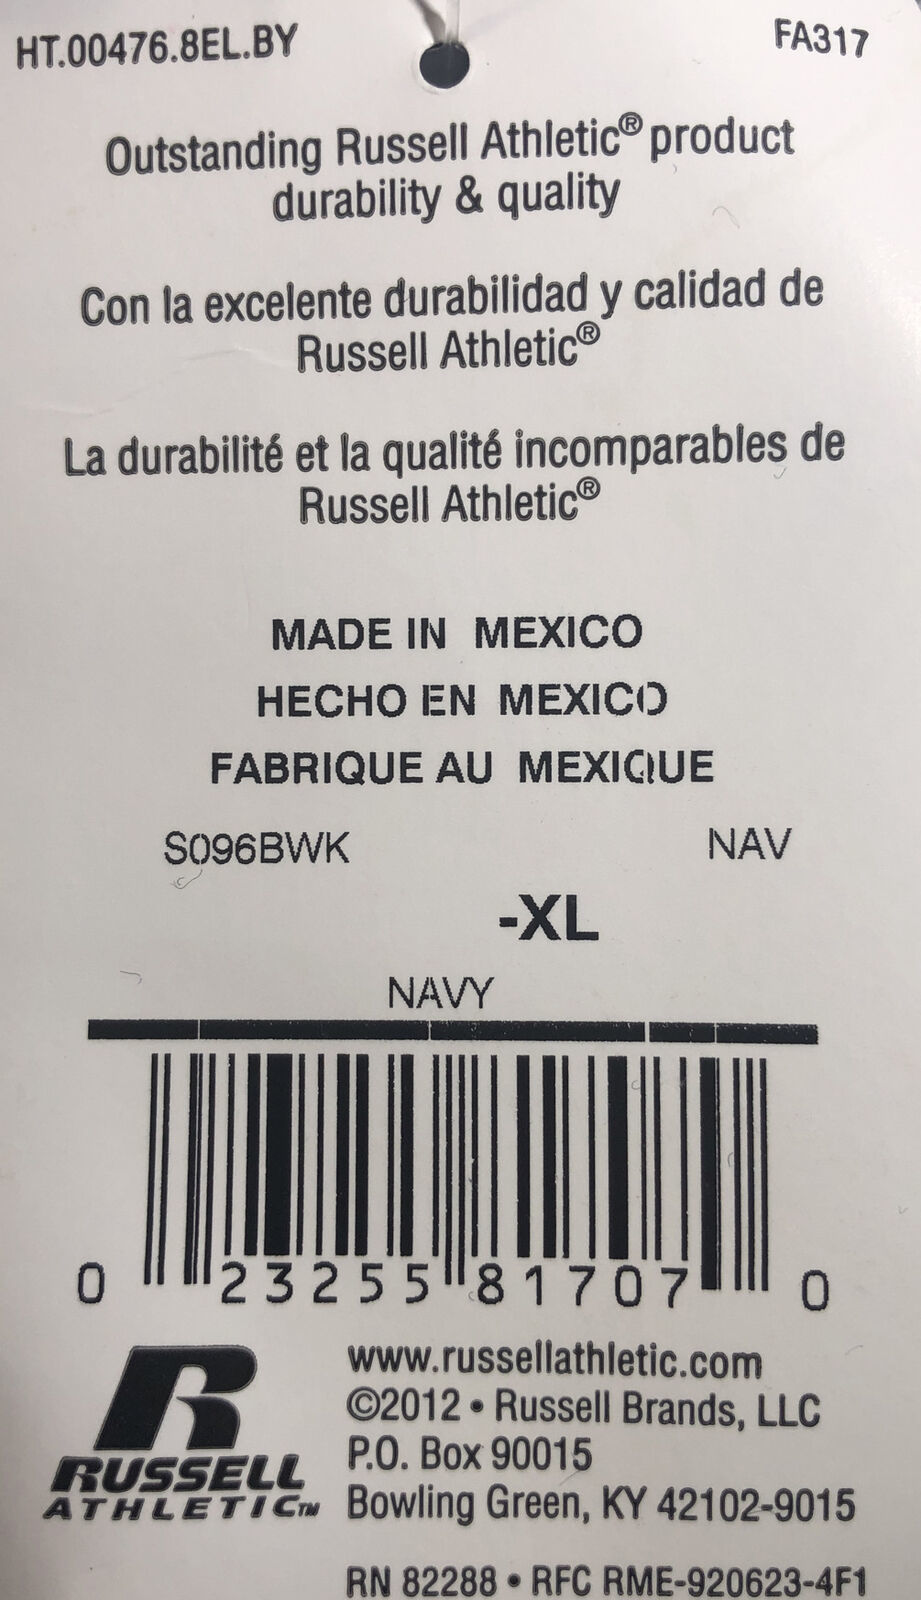 HT.00476.8EL.BY FA317
Outstanding Russell Athletic® product
durability & quality
Con la excelente durabilidad y calidad de
Russell Athletic®
La durabilité et la qualité incomparables de
Russell Athletic®
MADE IN MEXICO
HECHO EN MEXICO
FABRIQUE AU MEXIQUE
S096BWK NAV
-XL
NAVY
0 23255 81707 0
www.russellathletic.com
©2012 • Russell Brands, LLC
P.O. Box 90015
Bowling Green, KY 42102-9015
R
RUSSELL
ATHLETIC™
RN 82288 • RFC RME-920623-4F1